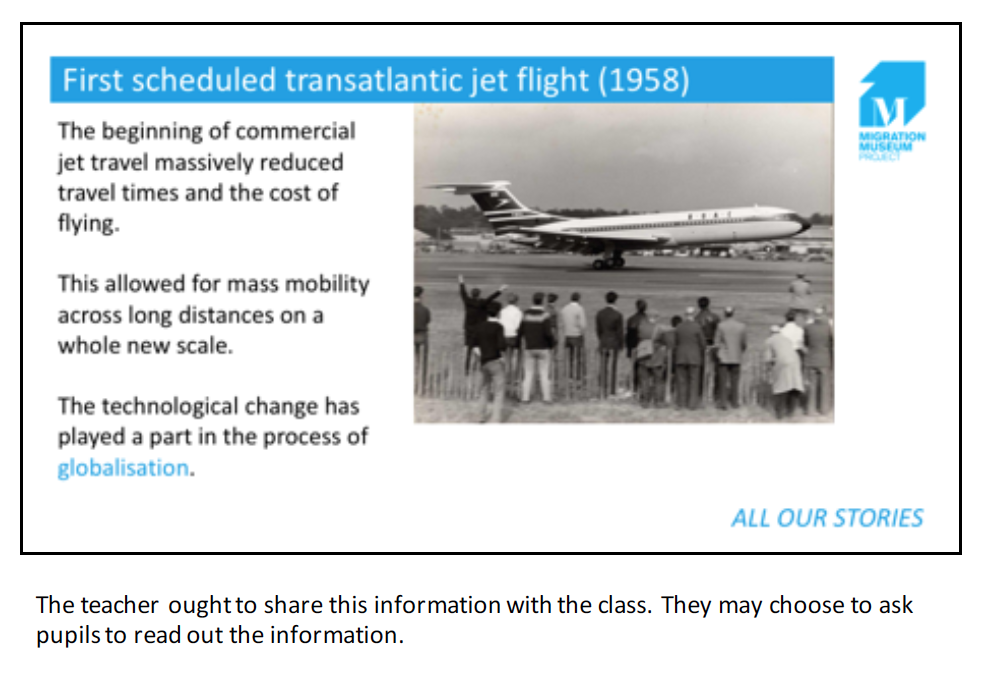 First scheduled transatlantic jet flight (1958)
The beginning of commercial
jet travel massively reduced
travel times and the cost of
flying.
This allowed for mass mobility
across long distances on a
whole new scale.
The technological change has
played a part in the process of
globalisation.
M
MIGRATION
MUSEUM
PROJECT
BOAC
ALL OUR STORIES
The teacher ought to share this information with the class. They may choose to ask
pupils to read out the information.